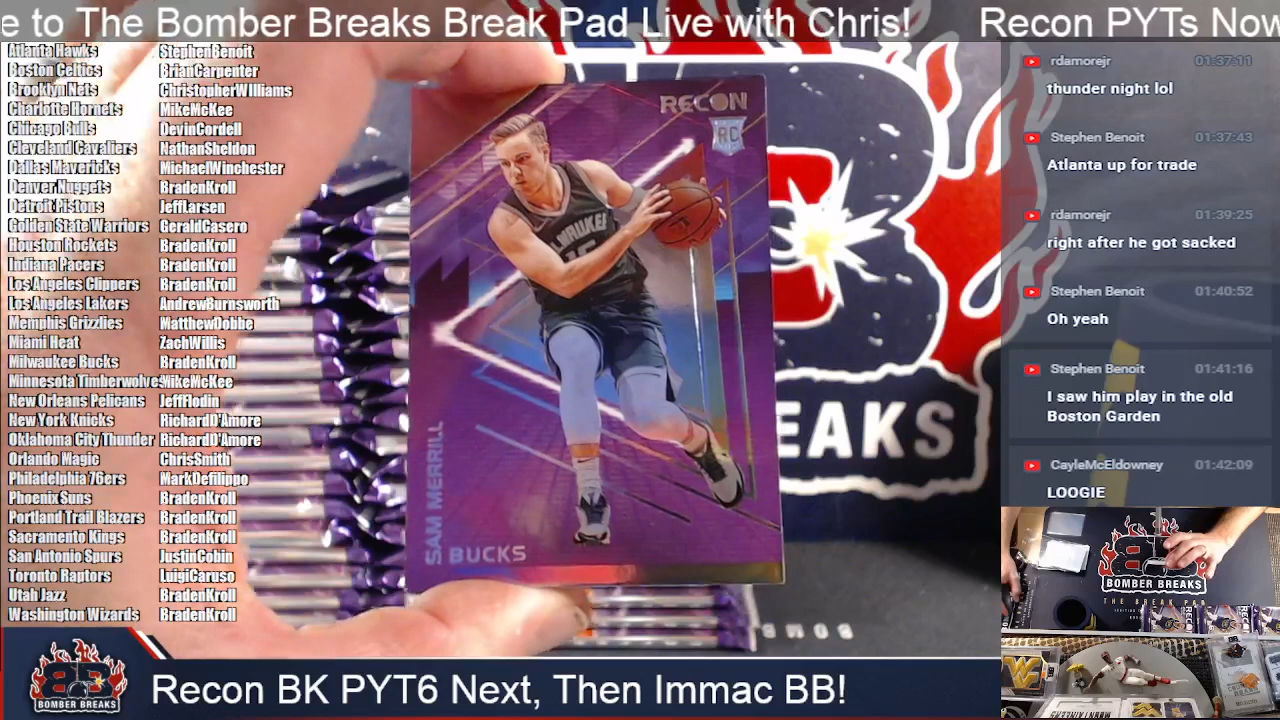 e to The Bomber Breaks Break Pad Live with Chris! Recon PYTs Now
Atlanta Hawks StephenBenoit
Boston Celtics BrianCarpenter
Brooklyn Nets ChristopherWIlliams
Charlotte Hornets MikeMcKee
Chicago Bulls DevinCordell
Cleveland Cavaliers NathanSheldon
Dallas Mavericks MichaelWinchester
Denver Nuggets BradenKroll
Detroit Pistons JeffLarsen
Golden State Warriors GeraldCasero
Houston Rockets BradenKroll
Indiana Pacers BradenKroll
Los Angeles Clippers BradenKroll
Los Angeles Lakers AndrewBurnsworth
Memphis Grizzlies MatthewDobbe
Miami Heat ZachWillis
Milwaukee Bucks BradenKroll
Minnesota Timberwolves MikeMcKee
New Orleans Pelicans JeffFlodin
New York Knicks RichardD'Amore
Oklahoma City Thunder RichardD'Amore
Orlando Magic ChrisSmith
Philadelphia 76ers MarkDefilippo
Phoenix Suns BradenKroll
Portland Trail Blazers BradenKroll
Sacramento Kings BradenKroll
San Antonio Spurs JustinCobin
Toronto Raptors LuigiCaruso
Utah Jazz BradenKroll
Washington Wizards BradenKroll
RECON
RC
MILWAUKEE
15
SAM MERRILL
BUCKS
EAKS
rdamorejr 01:37:11
thunder night lol
Stephen Benoit 01:37:43
Atlanta up for trade
rdamorejr 01:39:25
right after he got sacked
Stephen Benoit 01:40:52
Oh yeah
Stephen Benoit 01:41:16
I saw him play in the old
Boston Garden
CayleMcEldowney 01:42:09
LOOGIE
BOMBER BREAKS
THE BREAK PAD
BOMBER BREAKS
Recon BK PYT6 Next, Then Immac BB!